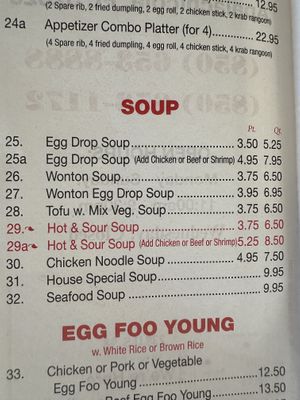 (2 Spare rib, 2 fried dumpling, 2 egg roll, 2 chicken stick, 2 krab rangoon)
12.95
24a Appetizer Combo Platter (for 4) 22.95
(4 Spare rib, 4 fried dumpling, 4 egg roll, 4 chicken stick, 4 krab rangoon)
SOUP
Pt. Qt.
25. Egg Drop Soup 3.50 5.25
25a Egg Drop Soup (Add Chicken or Beef or Shrimp) 4.95 7.95
26. Wonton Soup 3.75 6.50
27. Wonton Egg Drop Soup 3.95 6.95
28. Tofu w. Mix Veg. Soup 3.75 6.50
29. Hot & Sour Soup 3.75 6.50
29a Hot & Sour Soup (Add Chicken or Beef or Shrimp) 5.25 8.50
30. Chicken Noodle Soup 4.95 7.50
31. House Special Soup 9.95
32. Seafood Soup 9.95
EGG FOO YOUNG
w. White Rice or Brown Rice
33. Chicken or Pork or Vegetable
Egg Foo Young 12.50
Beef Egg Foo Young 13.50